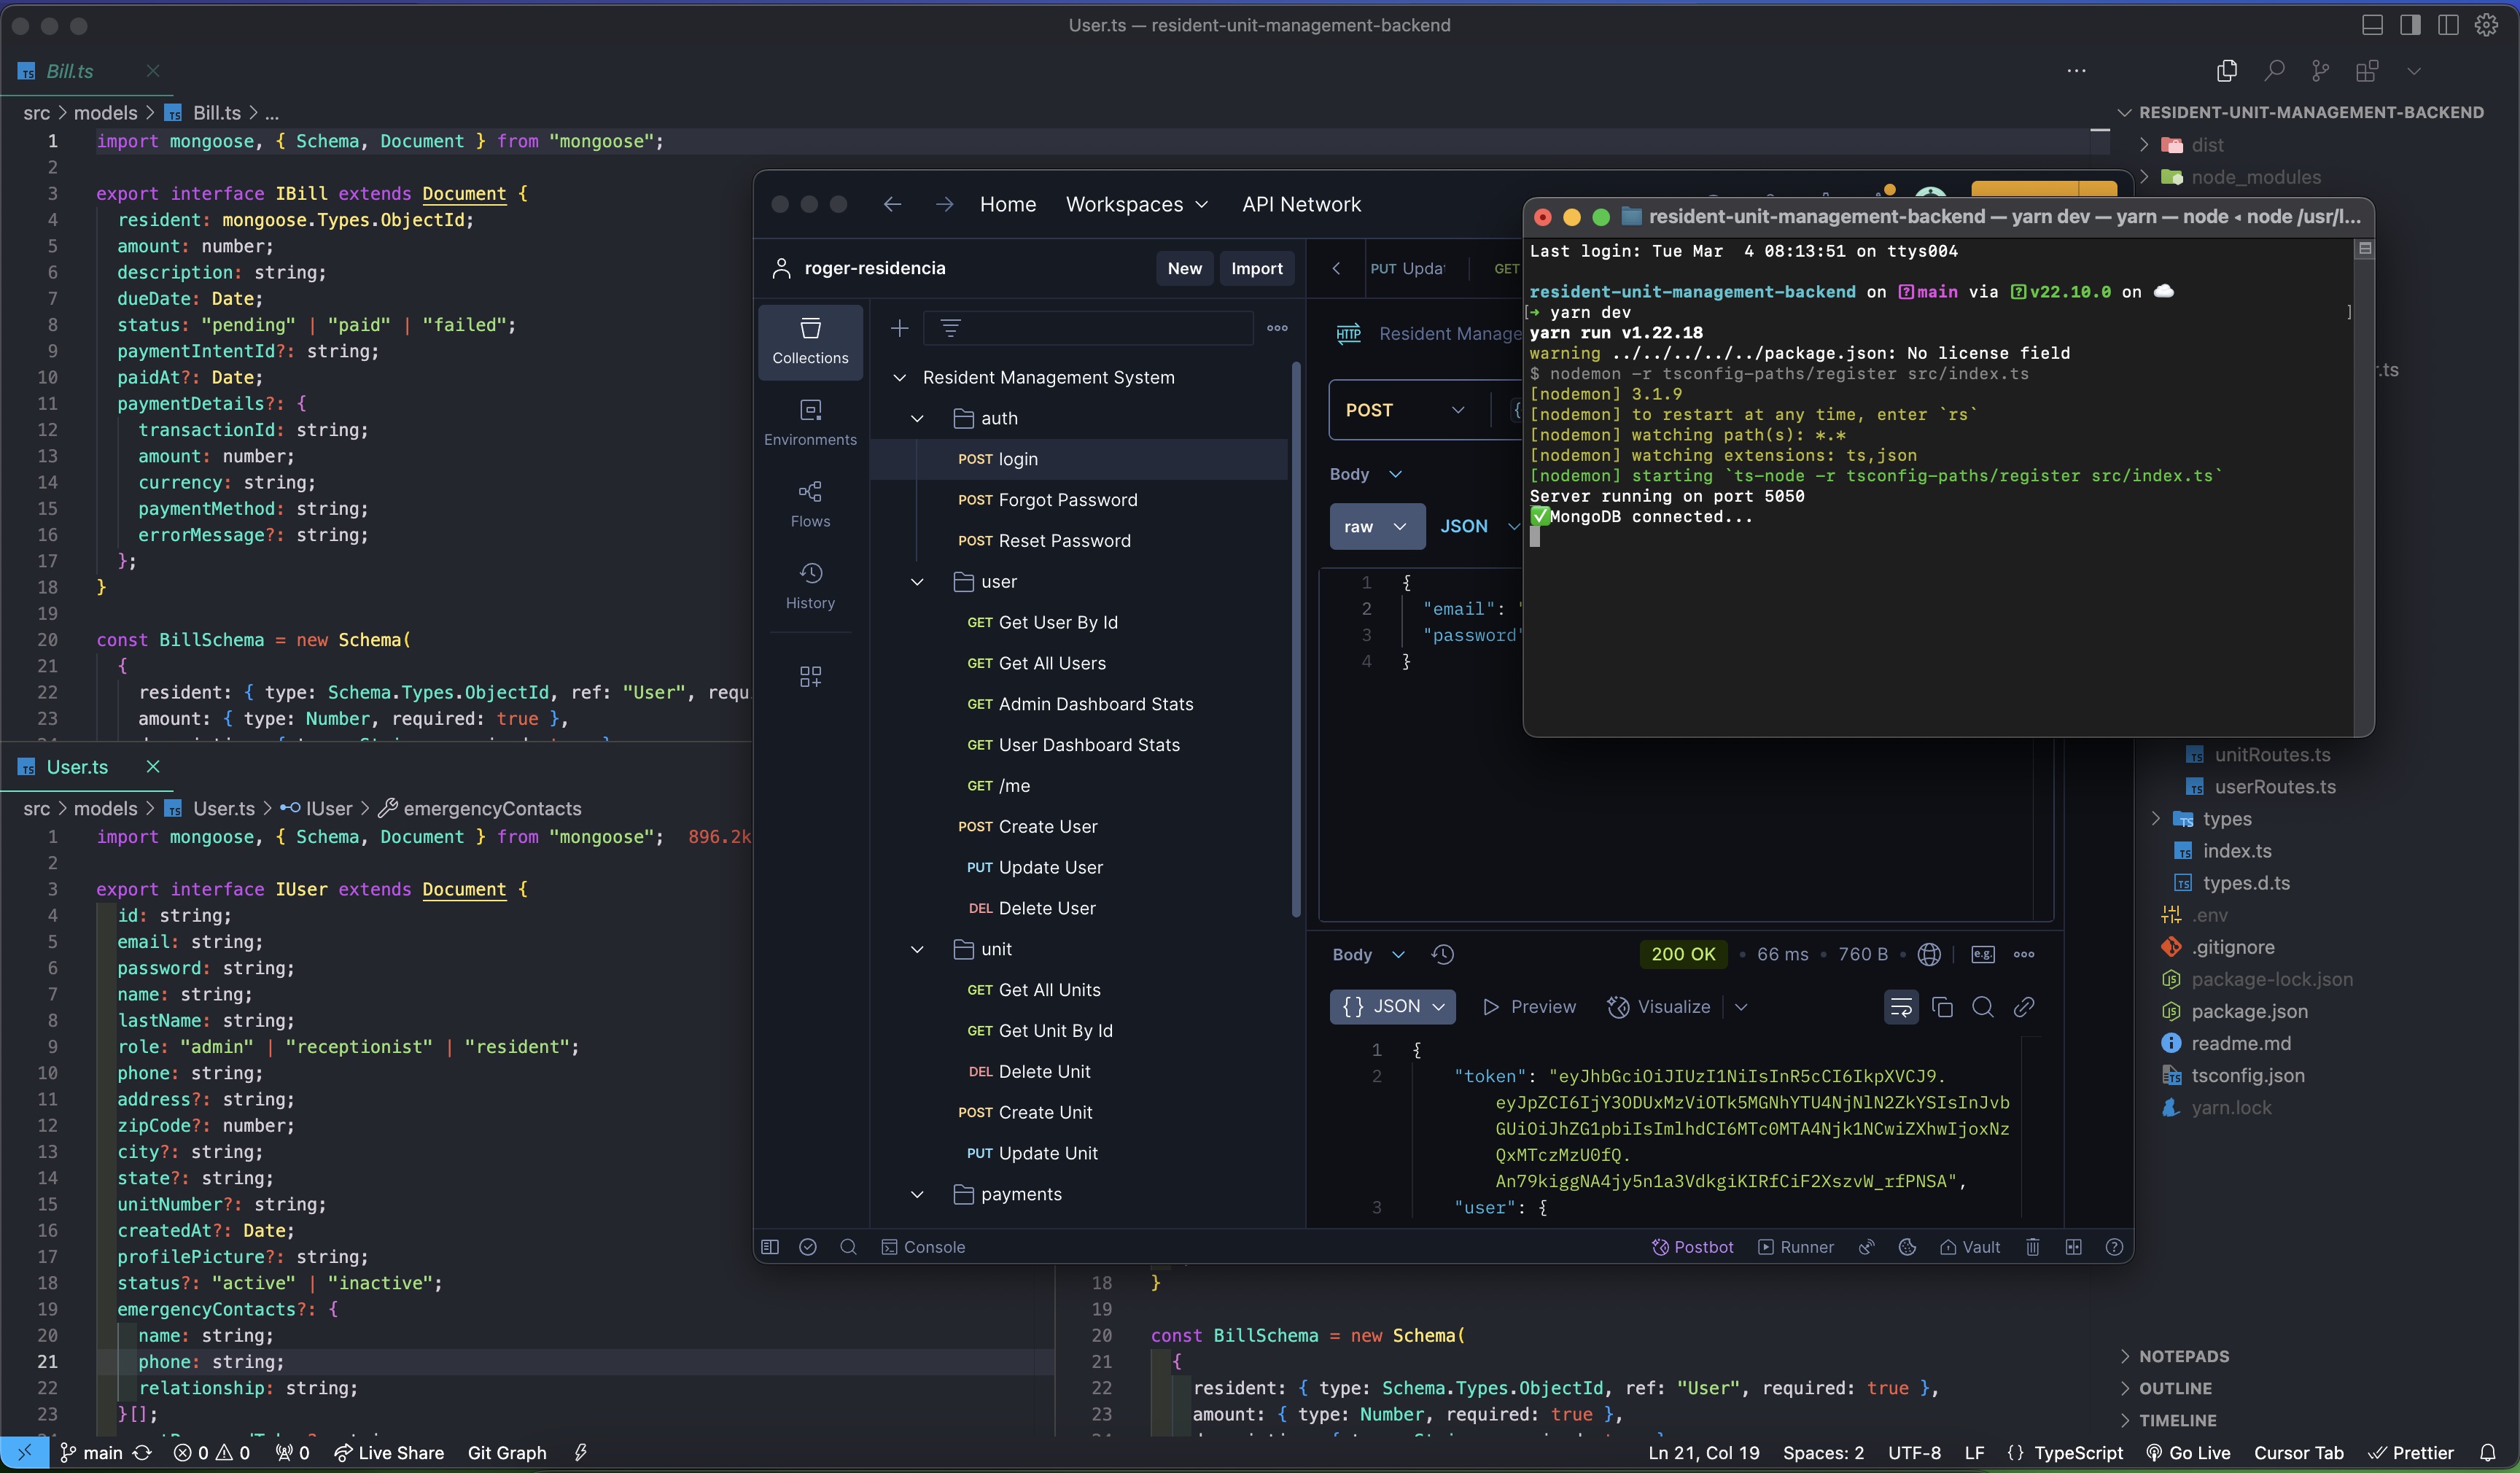 User.ts — resident-unit-management-backend
Bill.ts
src > models > Bill.ts > ...
1 import mongoose, { Schema, Document } from "mongoose";
2
3 export interface IBill extends Document {
4 resident: mongoose.Types.ObjectId;
5 amount: number;
6 description: string;
7 dueDate: Date;
8 status: "pending" | "paid" | "failed";
9 paymentIntentId?: string;
10 paidAt?: Date;
11 paymentDetails?: {
12 transactionId: string;
13 amount: number;
14 currency: string;
15 paymentMethod: string;
16 errorMessage?: string;
17 };
18 }
19
20 const BillSchema = new Schema(
21 {
22 resident: { type: Schema.Types.ObjectId, ref: "User", requ
23 amount: { type: Number, required: true },
User.ts
src > models > User.ts > IUser > emergencyContacts
1 import mongoose, { Schema, Document } from "mongoose"; 896.2k
2
3 export interface IUser extends Document {
4 id: string;
5 email: string;
6 password: string;
7 name: string;
8 lastName: string;
9 role: "admin" | "receptionist" | "resident";
10 phone: string;
11 address?: string;
12 zipCode?: number;
13 city?: string;
14 state?: string;
15 unitNumber?: string;
16 createdAt?: Date;
17 profilePicture?: string;
18 status?: "active" | "inactive";
19 emergencyContacts?: {
20 name: string;
21 phone: string;
22 relationship: string;
23 }[];
Home Workspaces API Network
roger-residencia New Import
Collections
Environments
Flows
History
Resident Management System
auth
POST login
POST Forgot Password
POST Reset Password
user
GET Get User By Id
GET Get All Users
GET Admin Dashboard Stats
GET User Dashboard Stats
GET /me
POST Create User
PUT Update User
DEL Delete User
unit
GET Get All Units
GET Get Unit By Id
DEL Delete Unit
POST Create Unit
PUT Update Unit
payments
PUT Upda GET
HTTP Resident Manage
POST {
Body
raw JSON
1 {
2 "email": "
3 "password"
4 }
Body 200 OK • 66 ms • 760 B • e.g.
{} JSON Preview Visualize
1 {
2 "token": "eyJhbGciOiJIUzI1NiIsInR5cCI6IkpXVCJ9.
eyJpZCI6IjY3ODUxMzViOTk5MGNhYTU4NjNlN2ZkYSIsInJvb
GUiOiJhZG1pbiIsImlhdCI6MTc0MTA4Njk1NCwiZXhwIjoxNz
QxMTczMzU0fQ.
An79kiggNA4jy5n1a3VdkgiKIRfCiF2XszvW_rfPNSA",
3 "user": {
Console Postbot Runner Vault
resident-unit-management-backend — yarn dev — yarn — node ◂ node /usr/l...
Last login: Tue Mar 4 08:13:51 on ttys004
resident-unit-management-backend on main via v22.10.0 on
[➜ yarn dev ]
yarn run v1.22.18
warning ../../../../../package.json: No license field
$ nodemon -r tsconfig-paths/register src/index.ts
[nodemon] 3.1.9
[nodemon] to restart at any time, enter `rs`
[nodemon] watching path(s): *.*
[nodemon] watching extensions: ts,json
[nodemon] starting `ts-node -r tsconfig-paths/register src/index.ts`
Server running on port 5050
✅MongoDB connected...
18 }
19
20 const BillSchema = new Schema(
21 {
22 resident: { type: Schema.Types.ObjectId, ref: "User", required: true },
23 amount: { type: Number, required: true },
RESIDENT-UNIT-MANAGEMENT-BACKEND
dist
node_modules
r.ts
unitRoutes.ts
userRoutes.ts
types
index.ts
types.d.ts
.env
.gitignore
package-lock.json
package.json
readme.md
tsconfig.json
yarn.lock
NOTEPADS
OUTLINE
TIMELINE
main 0 0 0 Live Share Git Graph Ln 21, Col 19 Spaces: 2 UTF-8 LF {} TypeScript Go Live Cursor Tab Prettier